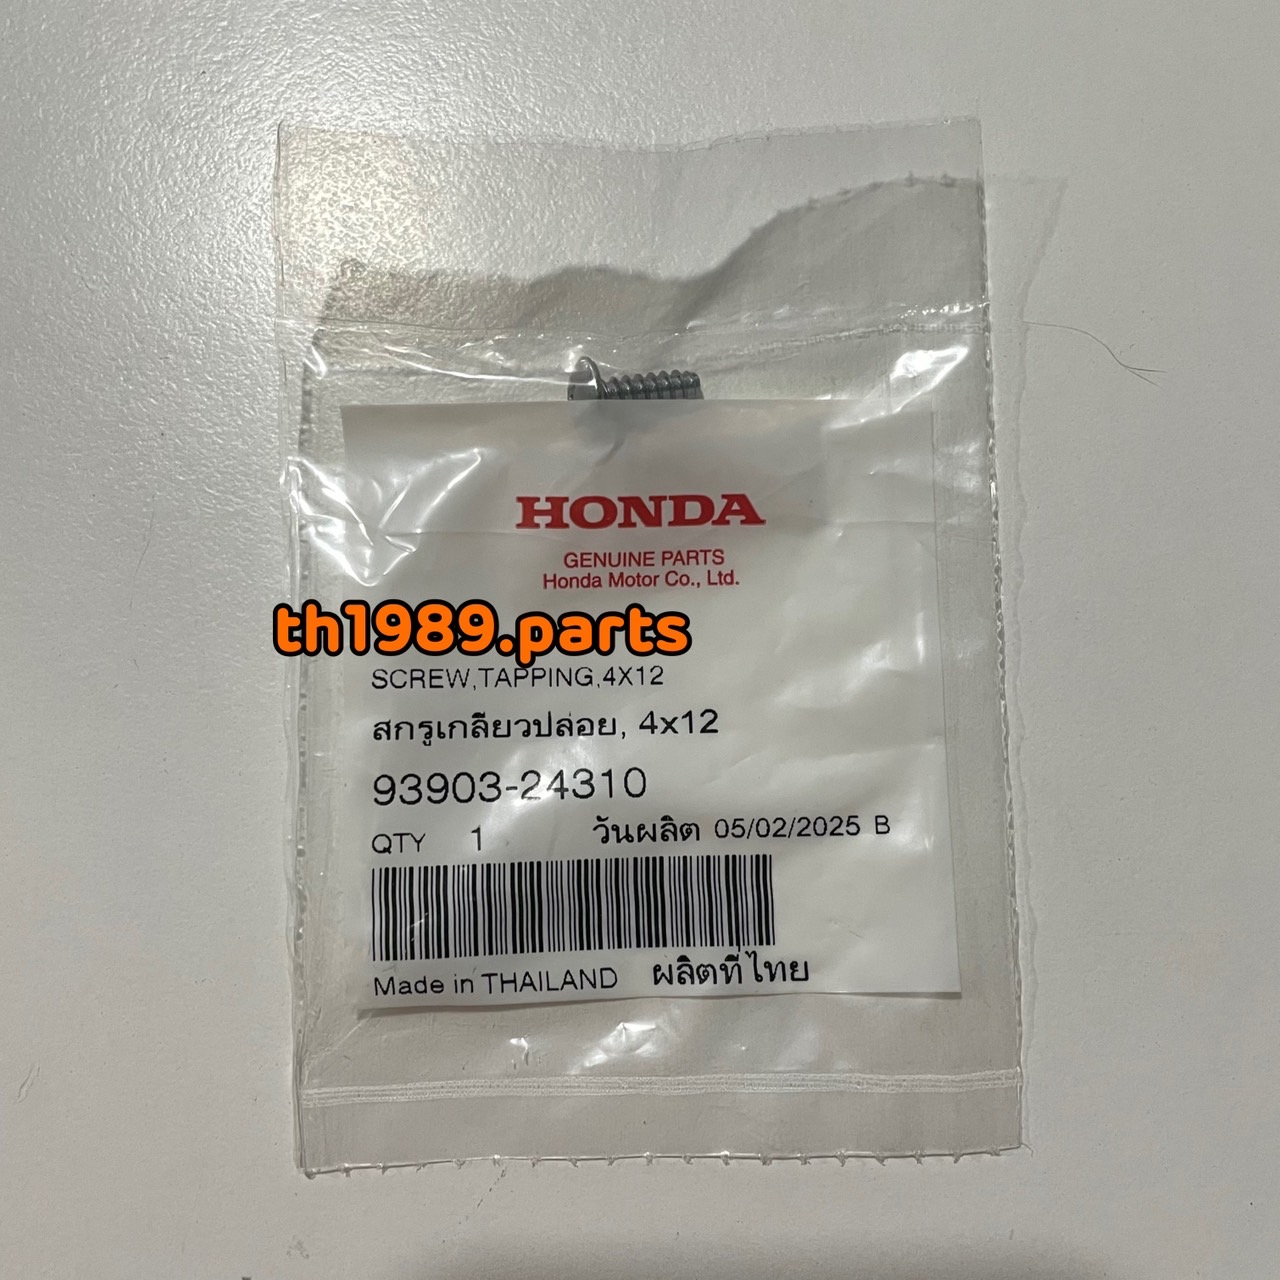 HONDA
GENUINE PARTS
Honda Motor Co., Ltd.
th1989.parts
SCREW,TAPPING,4X12
สกรูเกลียวปล่อย, 4x12
93903-24310
QTY 1 วันผลิต 05/02/2025 B
Made in THAILAND ผลิตที่ไทย